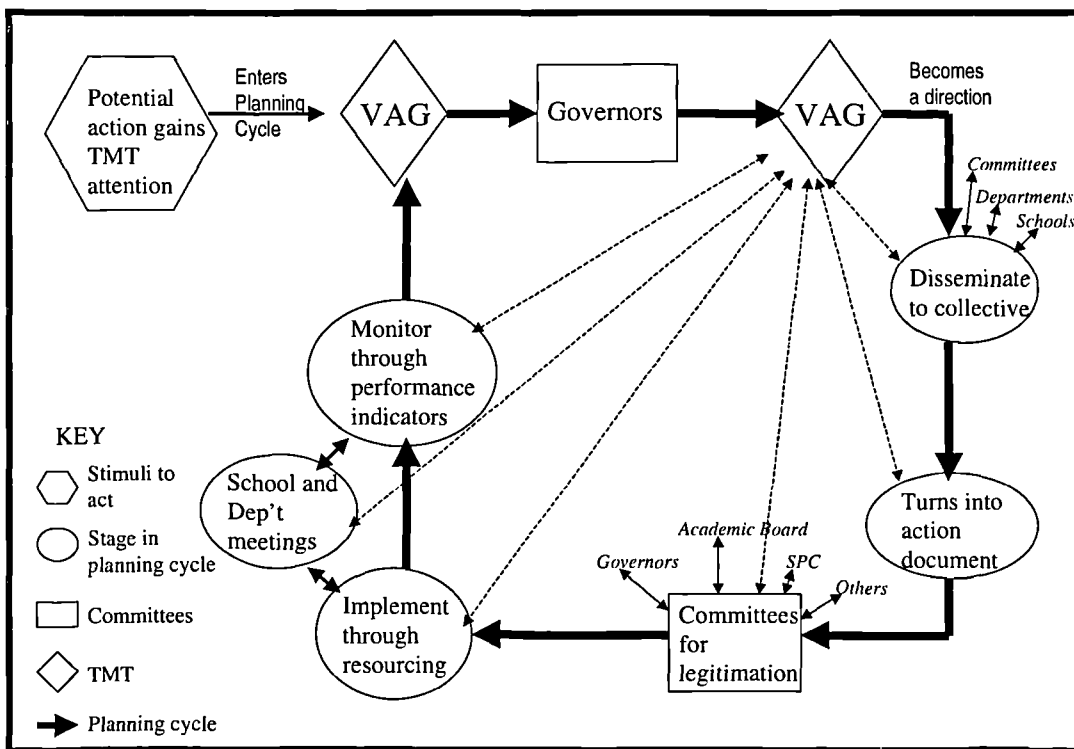 Potential
action gains
TMT
attention
Enters
Planning
Cycle
VAG
Governors
VAG
Becomes
a direction
Committees
Departments
Schools
Disseminate
to collective
Monitor
through
performance
indicators
KEY
Stimuli to
act
Stage in
planning cycle
Committees
TMT
Planning cycle
School and
Dep't
meetings
Implement
through
resourcing
Academic Board
Governors
SPC
Others
Committees
for
legitimation
Turns into
action
document